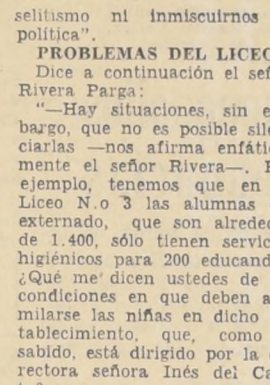 selitismo ni inmiscuirnos
política".
PROBLEMAS DEL LICEO
Dice a continuación el señ
Rivera Parga:
"—Hay situaciones, sin e
bargo, que no es posible sile
ciarlas —nos afirma enfátic
mente el señor Rivera—. P
ejemplo, tenemos que en
Liceo N.o 3 las alumnas
externado, que son alreded
de 1.400, sólo tienen servic
higiénicos para 200 educand
¿Qué me dicen ustedes de
condiciones en que deben a
milarse las niñas en dicho
tablecimiento, que, como
sabido, está dirigido por la
rectora señora Inés del Ca